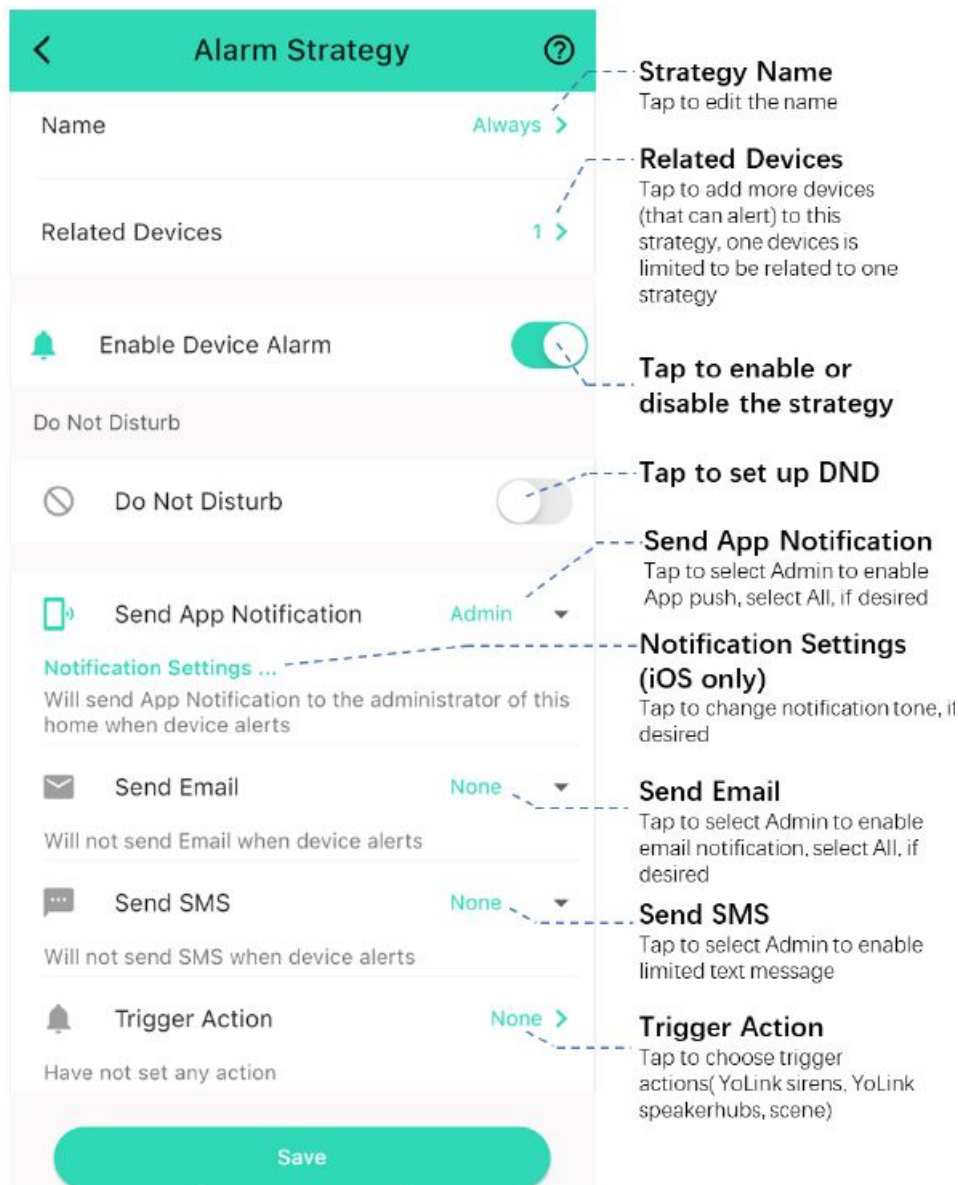 Alarm Strategy
Name
Always
Related Devices
1
Enable Device Alarm
Do Not Disturb
Do Not Disturb
Send App Notification
Admin
Notification Settings ...
Will send App Notification to the administrator of this
home when device alerts
Send Email
None
Will not send Email when device alerts
Send SMS
None
Will not send SMS when device alerts
Trigger Action
None
Have not set any action
Save
Strategy Name
Tap to edit the name
Related Devices
Tap to add more devices
(that can alert) to this
strategy, one devices is
limited to be related to one
strategy
Tap to enable or
disable the strategy
Tap to set up DND
Send App Notification
Tap to select Admin to enable
App push, select All, if desired
Notification Settings
(iOS only)
Tap to change notification tone, if
desired
Send Email
Tap to select Admin to enable
email notification, select All, if
desired
Send SMS
Tap to select Admin to enable
limited text message
Trigger Action
Tap to choose trigger
actions( YoLink sirens, YoLink
speakerhubs, scene)